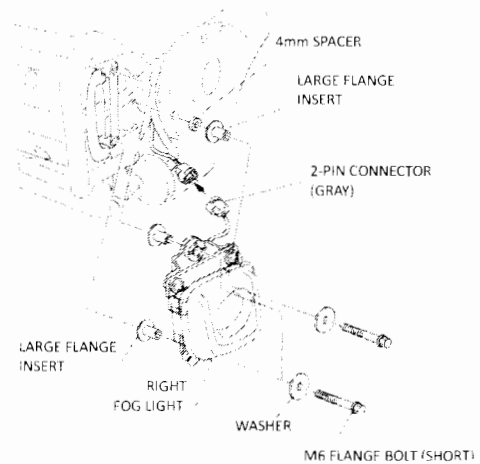 4mm SPACER
LARGE FLANGE
INSERT
2-PIN CONNECTOR
(GRAY)
LARGE FLANGE
INSERT
RIGHT
FOG LIGHT
WASHER
M6 FLANGE BOLT (SHORT)